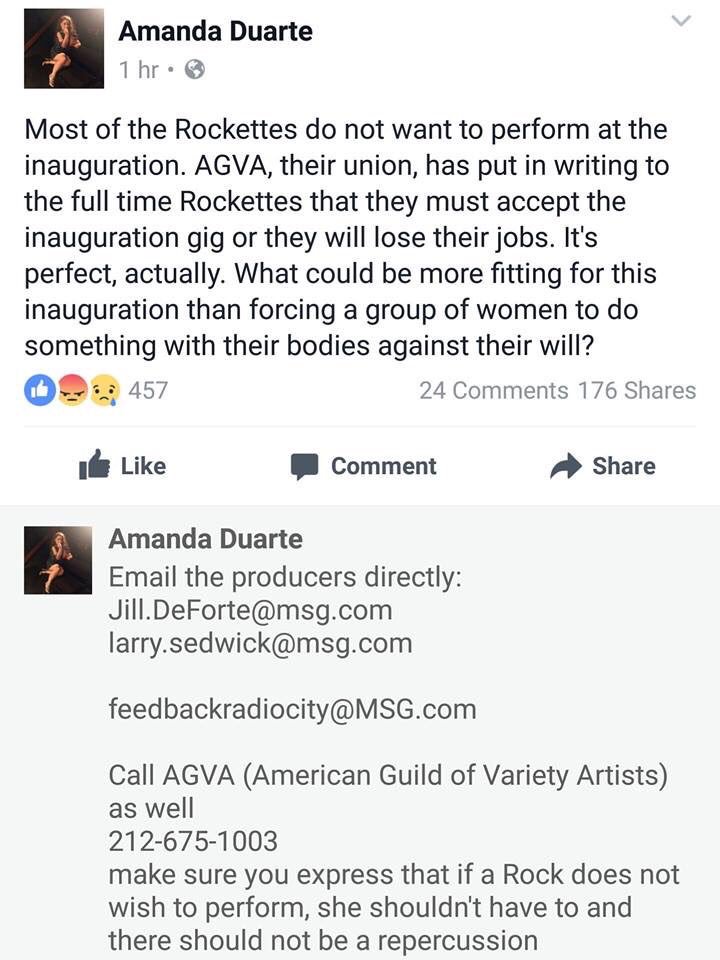 Amanda Duarte
1 hr •
Most of the Rockettes do not want to perform at the
inauguration. AGVA, their union, has put in writing to
the full time Rockettes that they must accept the
inauguration gig or they will lose their jobs. It's
perfect, actually. What could be more fitting for this
inauguration than forcing a group of women to do
something with their bodies against their will?
457 24 Comments 176 Shares
Like Comment Share
Amanda Duarte
Email the producers directly:
Jill.DeForte@msg.com
larry.sedwick@msg.com
feedbackradiocity@MSG.com
Call AGVA (American Guild of Variety Artists)
as well
212-675-1003
make sure you express that if a Rock does not
wish to perform, she shouldn't have to and
there should not be a repercussion